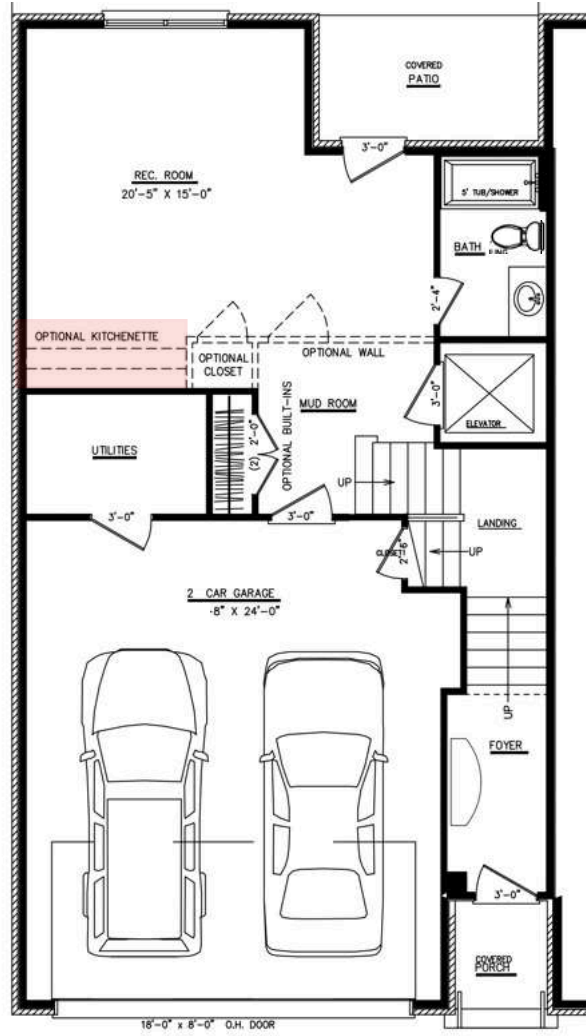 COVERED
PATIO
3'-0"
REC. ROOM
20'-5" X 15'-0"
5' TUB/SHOWER
BATH
2'-4"
OPTIONAL KITCHENETTE
OPTIONAL
CLOSET
OPTIONAL WALL
MUD ROOM
3'-0"
ELEVATOR
OPTIONAL BUILT-INS
(2) 2'-0"
UTILITIES
UP
3'-0"
3'-0"
LANDING
CLOSET
2'-6"
UP
2 CAR GARAGE
-8" X 24'-0"
UP
FOYER
3'-0"
COVERED
PORCH
18'-0" x 8'-0" O.H. DOOR